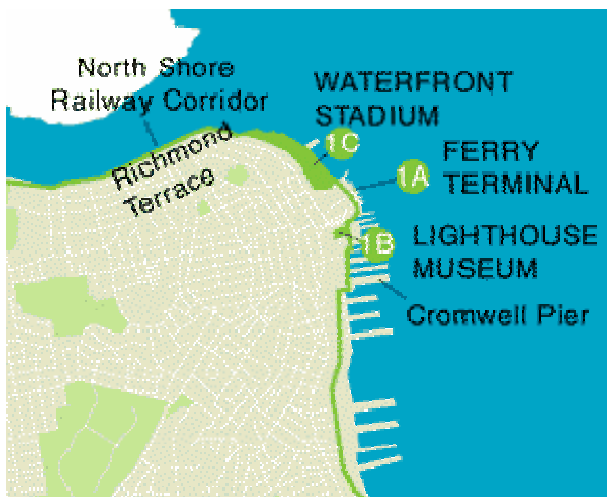 North Shore
Railway Corridor
WATERFRONT
STADIUM
1C
Richmond
Terrace
1A
FERRY
TERMINAL
1B
LIGHTHOUSE
MUSEUM
Cromwell Pier